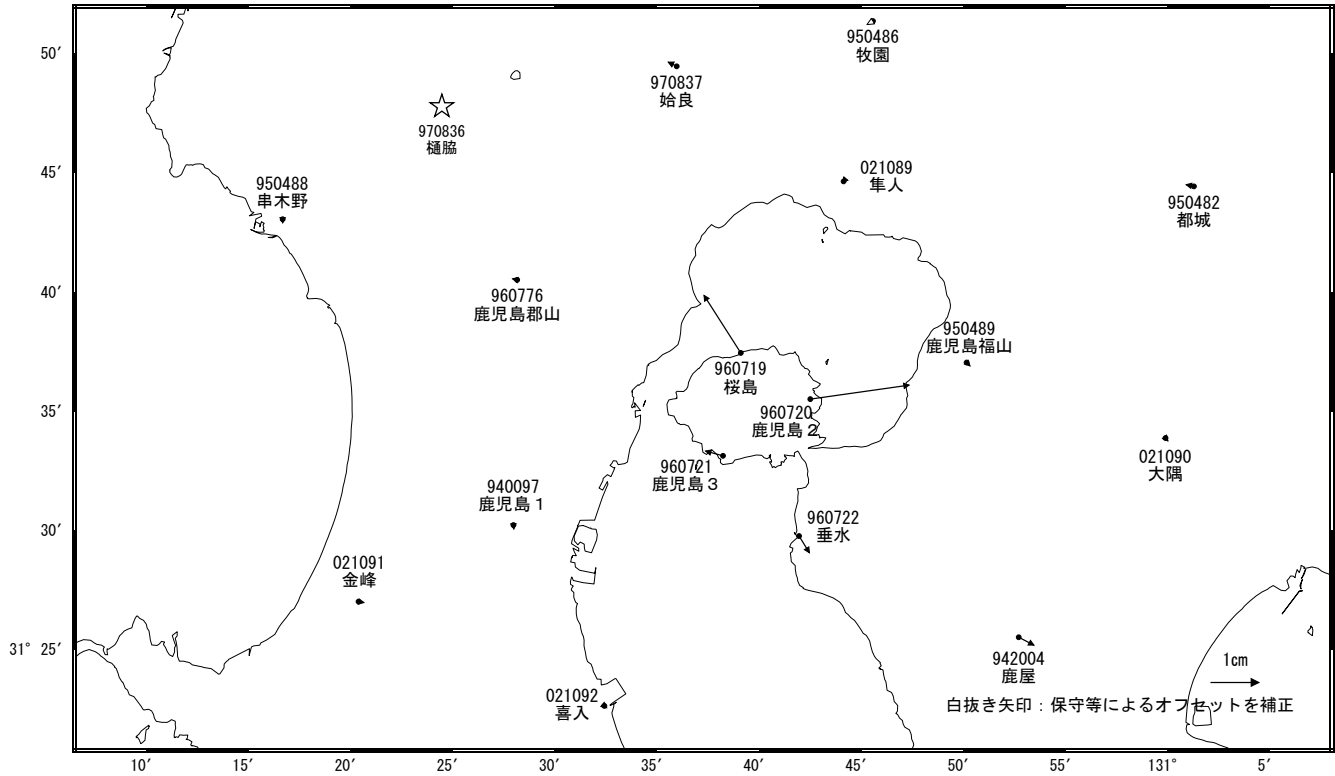 50′
45′
40′
35′
30′
31° 25′
950486
牧園
970837
姶良
970836
樋脇
021089
隼人
950488
串木野
950482
都城
960776
鹿児島郡山
950489
鹿児島福山
960719
桜島
960720
鹿児島2
960721
鹿児島3
021090
大隅
940097
鹿児島1
960722
垂水
021091
金峰
942004
鹿屋
1cm
021092
喜入
白抜き矢印：保守等によるオフセットを補正
10′ 15′ 20′ 25′ 30′ 35′ 40′ 45′ 50′ 55′ 131° 5′